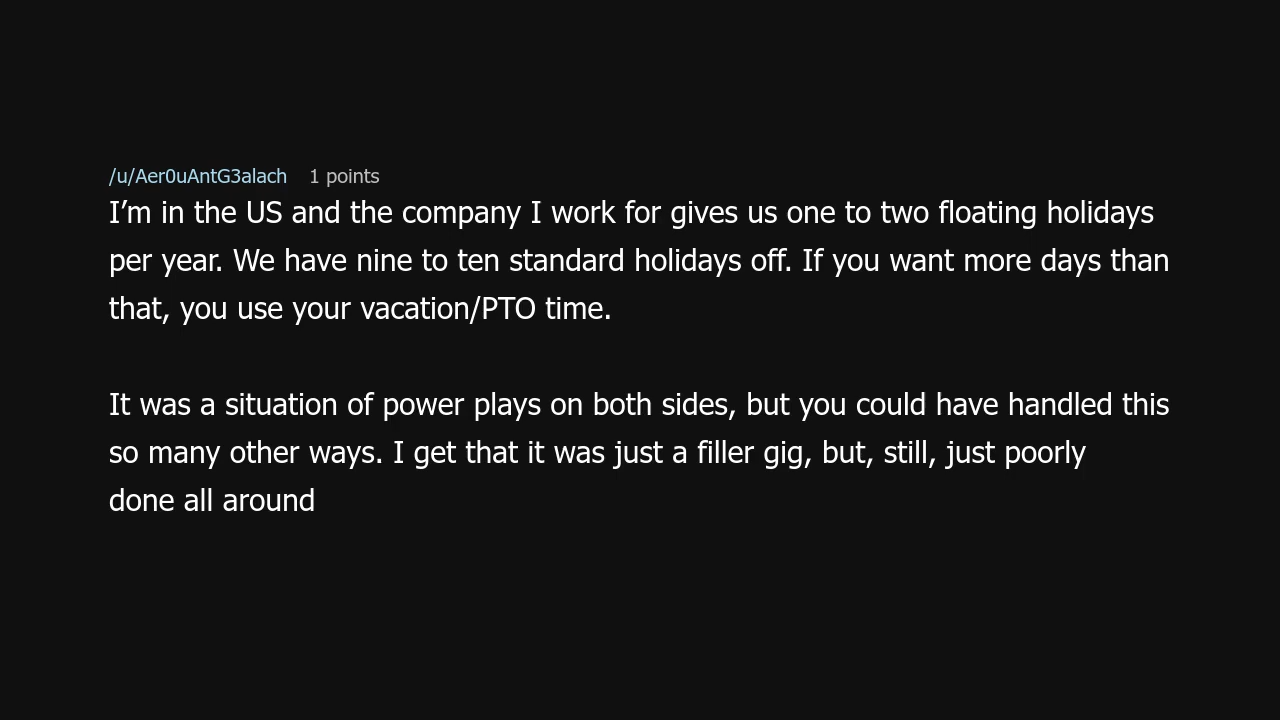 /u/Aer0uAntG3alach 1 points
I’m in the US and the company I work for gives us one to two floating holidays
per year. We have nine to ten standard holidays off. If you want more days than
that, you use your vacation/PTO time.
It was a situation of power plays on both sides, but you could have handled this
so many other ways. I get that it was just a filler gig, but, still, just poorly
done all around